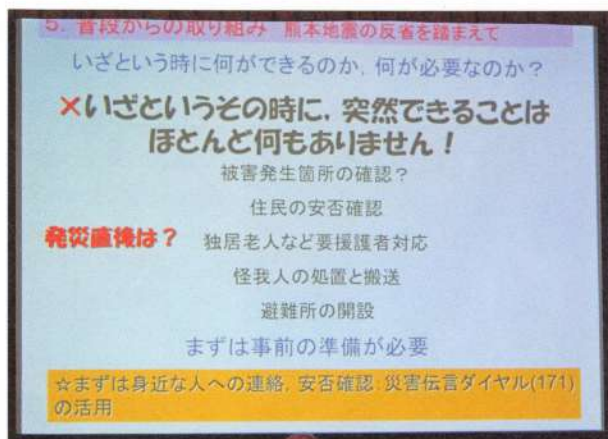 5. 普段からの取り組み 熊本地震の反省を踏まえて
いざという時に何ができるのか, 何が必要なのか?
×いざというその時に, 突然できることは
ほとんど何もありません!
被害発生箇所の確認?
住民の安否確認
発災直後は? 独居老人など要援護者対応
怪我人の処置と搬送
避難所の開設
まずは事前の準備が必要
☆まずは身近な人への連絡, 安否確認:災害伝言ダイヤル(171)
の活用